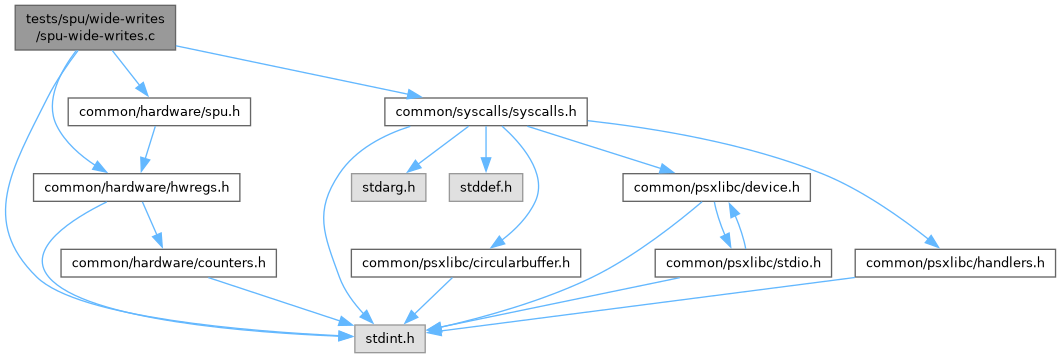 tests/spu/wide-writes
/spu-wide-writes.c
common/hardware/spu.h
common/syscalls/syscalls.h
common/hardware/hwregs.h
stdarg.h
stddef.h
common/psxlibc/device.h
common/hardware/counters.h
common/psxlibc/circularbuffer.h
common/psxlibc/stdio.h
common/psxlibc/handlers.h
stdint.h